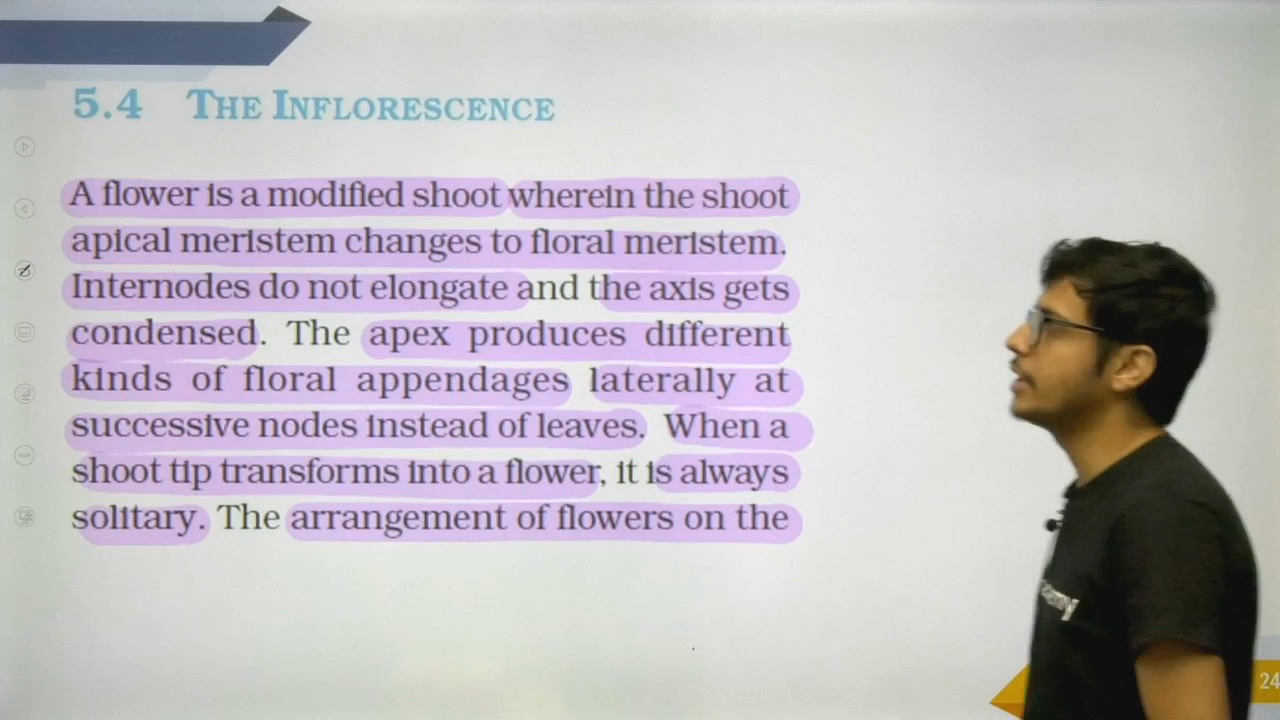 5.4 THE INFLORESCENCE
A flower is a modified shoot wherein the shoot
apical meristem changes to floral meristem.
Internodes do not elongate and the axis gets
condensed. The apex produces different
kinds of floral appendages laterally at
successive nodes instead of leaves. When a
shoot tip transforms into a flower, it is always
solitary. The arrangement of flowers on the
24